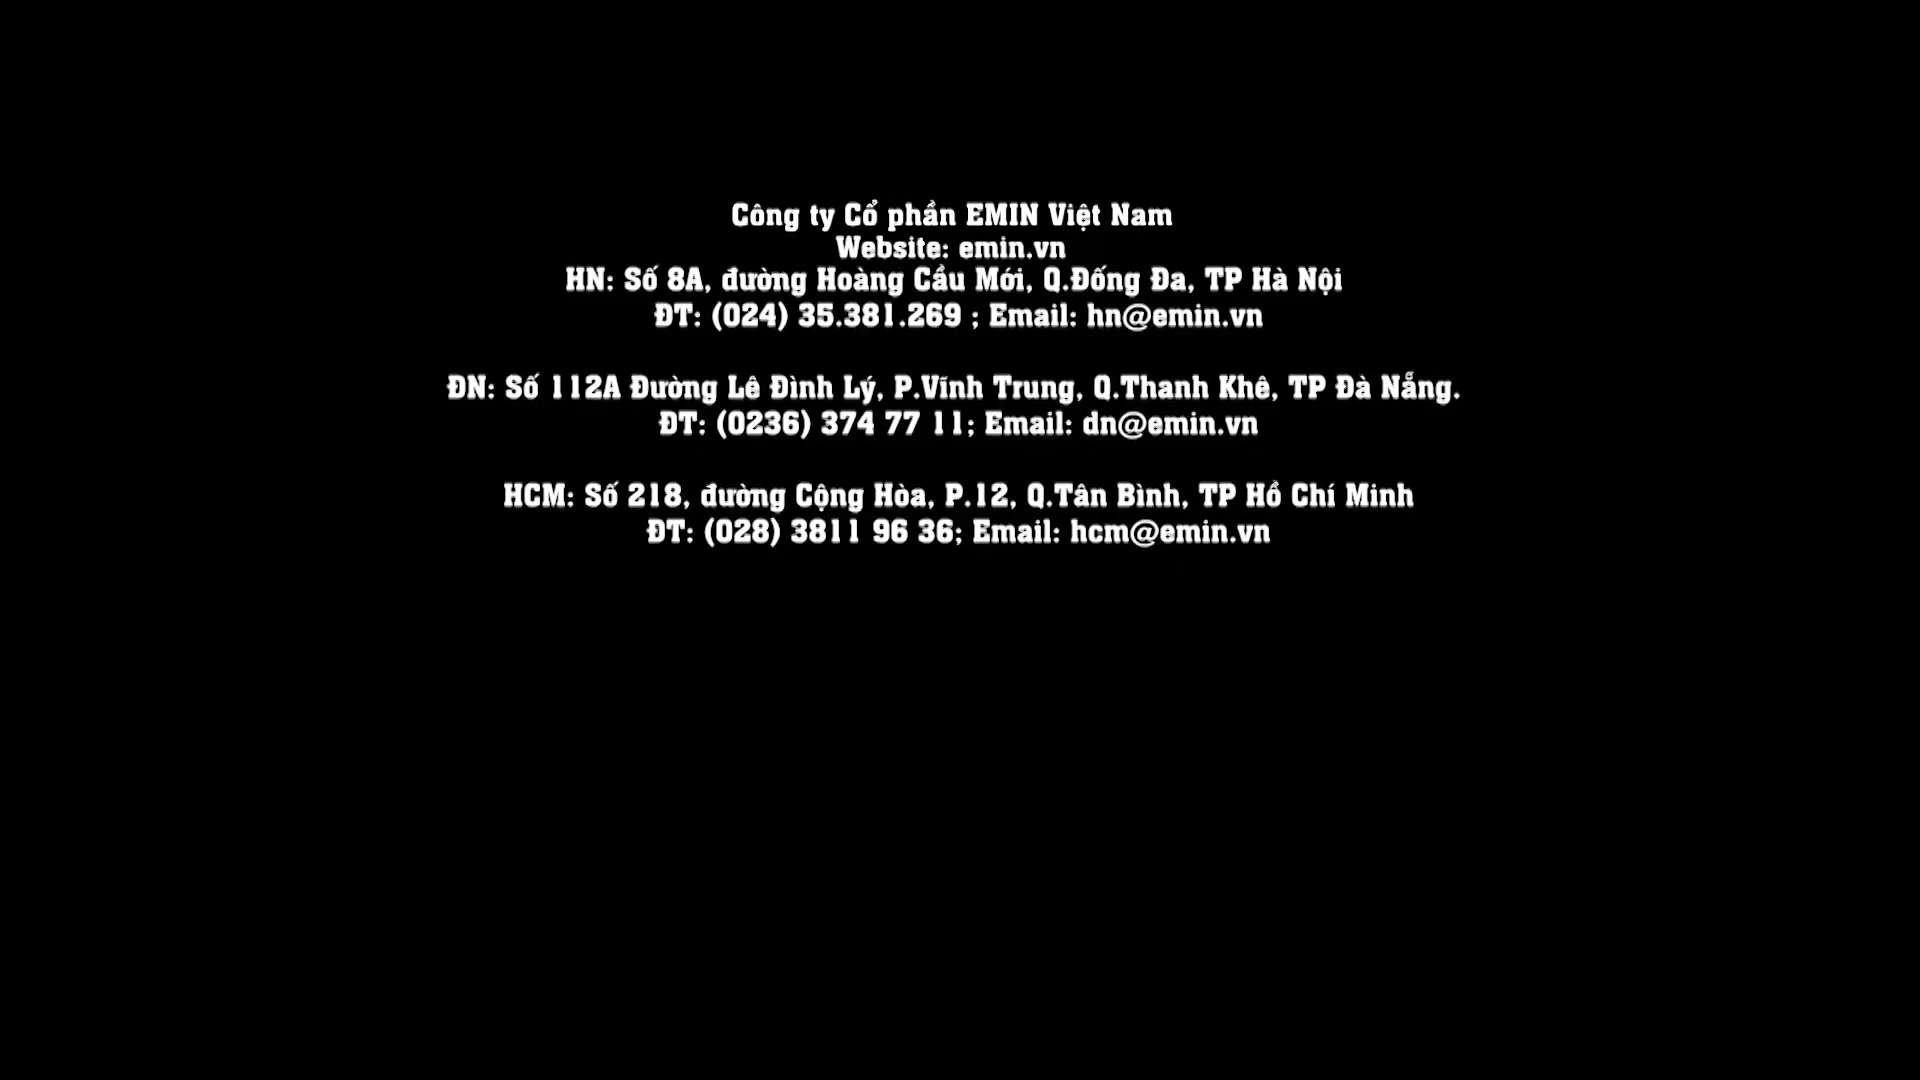 Công ty Cổ phần EMIN Việt Nam
Website: emin.vn
HN: Số 8A, đường Hoàng Cầu Mới, Q.Đống Đa, TP Hà Nội
ĐT: (024) 35.381.269 ; Email: hn@emin.vn
ĐN: Số 112A Đường Lê Đình Lý, P.Vĩnh Trung, Q.Thanh Khê, TP Đà Nẵng.
ĐT: (0236) 374 77 11; Email: dn@emin.vn
HCM: Số 218, đường Cộng Hòa, P.12, Q.Tân Bình, TP Hồ Chí Minh
ĐT: (028) 3811 96 36; Email: hcm@emin.vn